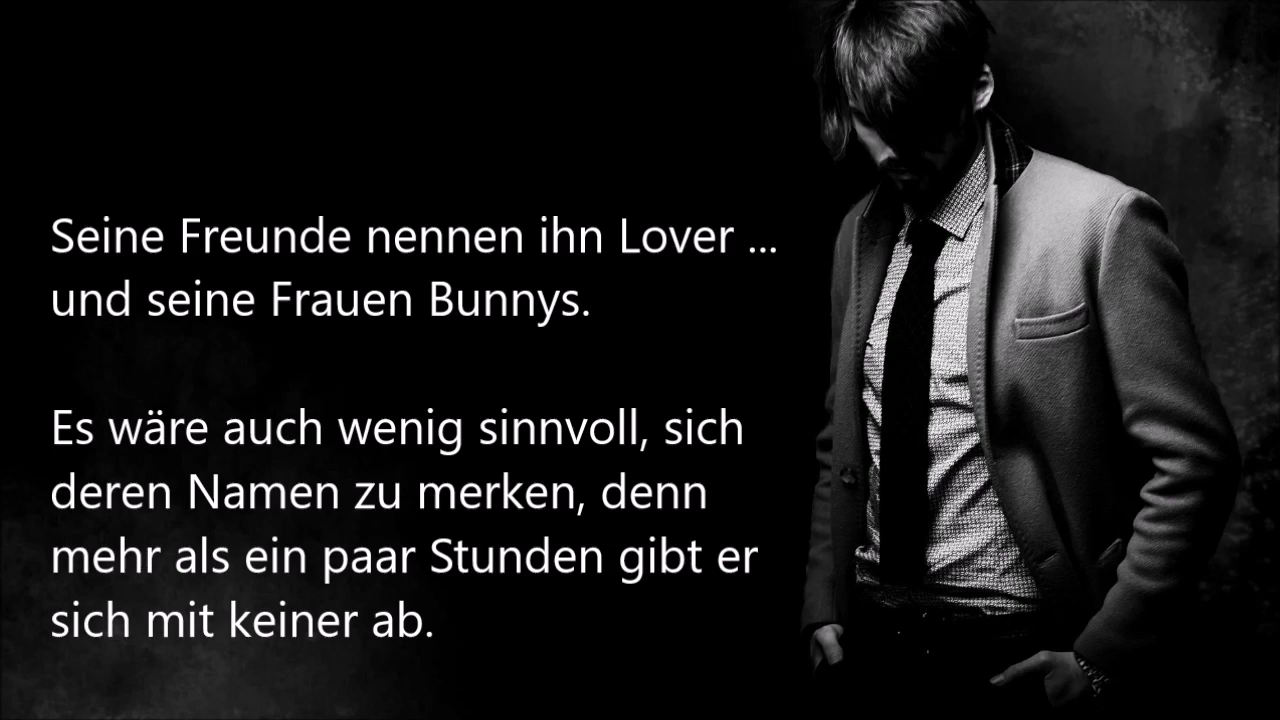 Seine Freunde nennen ihn Lover ...
und seine Frauen Bunnys.
Es wäre auch wenig sinnvoll, sich
deren Namen zu merken, denn
mehr als ein paar Stunden gibt er
sich mit keiner ab.